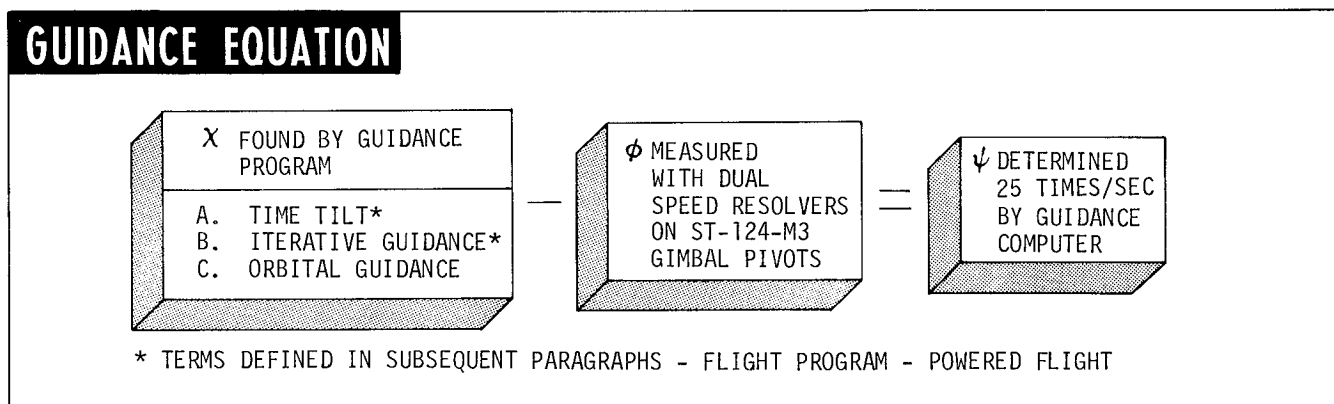 GUIDANCE EQUATION
χ FOUND BY GUIDANCE
PROGRAM
A. TIME TILT*
B. ITERATIVE GUIDANCE*
C. ORBITAL GUIDANCE
−
ϕ MEASURED
WITH DUAL
SPEED RESOLVERS
ON ST-124-M3
GIMBAL PIVOTS
=
ψ DETERMINED
25 TIMES/SEC
BY GUIDANCE
COMPUTER
* TERMS DEFINED IN SUBSEQUENT PARAGRAPHS - FLIGHT PROGRAM - POWERED FLIGHT